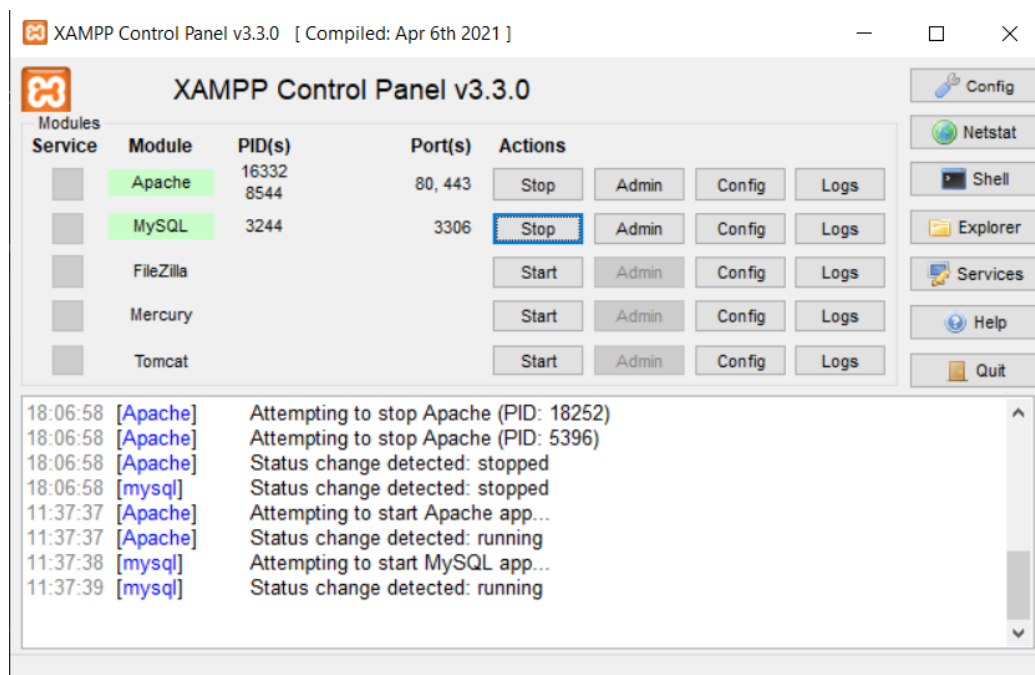 XAMPP Control Panel v3.3.0 [ Compiled: Apr 6th 2021 ]
XAMPP Control Panel v3.3.0
Config
Modules
Service Module PID(s) Port(s) Actions
Netstat
Apache 16332 8544 80, 443 Stop Admin Config Logs
Shell
MySQL 3244 3306 Stop Admin Config Logs
Explorer
FileZilla Start Admin Config Logs
Services
Mercury Start Admin Config Logs
Help
Tomcat Start Admin Config Logs
Quit
18:06:58 [Apache] Attempting to stop Apache (PID: 18252)
18:06:58 [Apache] Attempting to stop Apache (PID: 5396)
18:06:58 [Apache] Status change detected: stopped
18:06:58 [mysql] Status change detected: stopped
11:37:37 [Apache] Attempting to start Apache app...
11:37:37 [Apache] Status change detected: running
11:37:38 [mysql] Attempting to start MySQL app...
11:37:39 [mysql] Status change detected: running